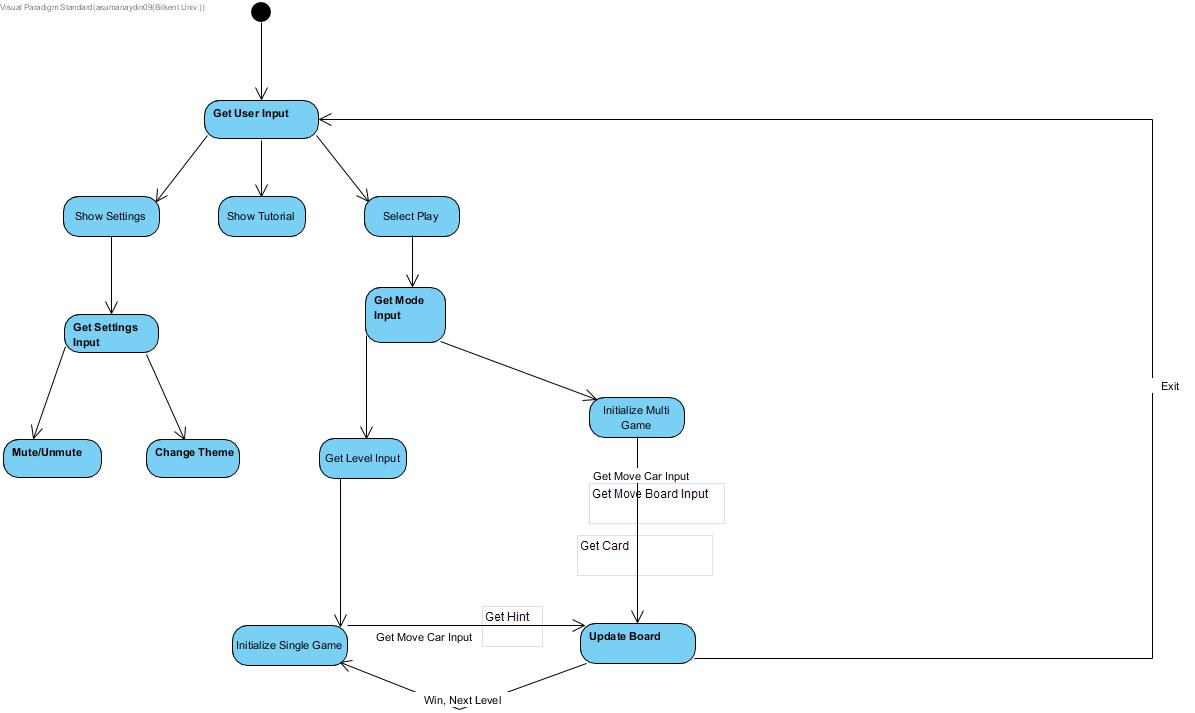 Visual Paradigm Standard(asumanaydin09(Bilkent Univ.))
Get User Input
Show Settings
Show Tutorial
Select Play
Get Mode
Input
Get Settings
Input
Exit
Initialize Multi
Game
Mute/Unmute
Change Theme
Get Level Input
Get Move Car Input
Get Move Board Input
Get Card
Get Hint
Get Move Car Input
Update Board
Initialize Single Game
Win, Next Level